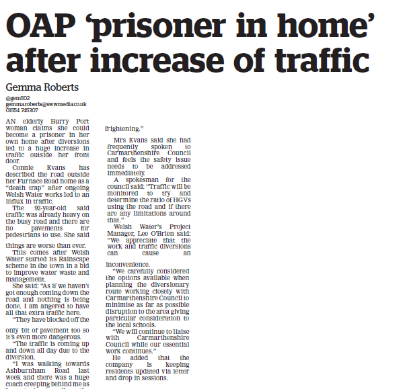 OAP ‘prisoner in home’
after increase of traffic
Gemma Roberts
@gem502
gemmaroberts@wwnmedia.co.uk
AN elderly Burry Port
woman claims she could
become a prisoner in her
own home after diversions
led to a huge increase in
traffic outside her front
door.
Connie Evans has
described the road outside
her Furnace Road home as a
“death trap” after ongoing
Welsh Water works led to an
influx in traffic.
The 92-year-old said
traffic was already heavy on
the busy road and there are
no pavements for
pedestrians to use. She said
things are worse than ever.
This comes after Welsh
Water started its Rainscape
scheme in the town in a bid
to improve water waste and
management.
She said: “As if we haven’t
got enough coming down the
road and nothing is being
done. I am angered to have
all that extra traffic here.
“They have blocked off the
only bit of pavement too so
it’s even more dangerous.
“The traffic is coming up
and down all day due to the
diversion.
“I was walking towards
Ashburnham Road last
week and there was a huge
coach creeping behind me as
frightening.”
Mrs Evans said she had
frequently spoken to
Carmarthenshire Council
and feels the safety issue
needs to be addressed
immediately.
A spokesman for the
council said: “Traffic will be
monitored to try and
determine the ratio of HGVs
using the road and if there
are any limitations around
this.”
Welsh Water’s Project
Manager, Lee O’Brien said:
“We appreciate that the
work and traffic diversions
can cause an
inconvenience.
“We carefully considered
the options available when
planning the diversionary
route working closely with
Carmarthenshire Council to
minimise as far as possible
disruption to the area giving
particular consideration to
the local schools.
“We will continue to liaise
with Carmarthenshire
Council while our essential
work continues.”
He added that the
company is keeping
residents updated via letter
and drop in sessions.